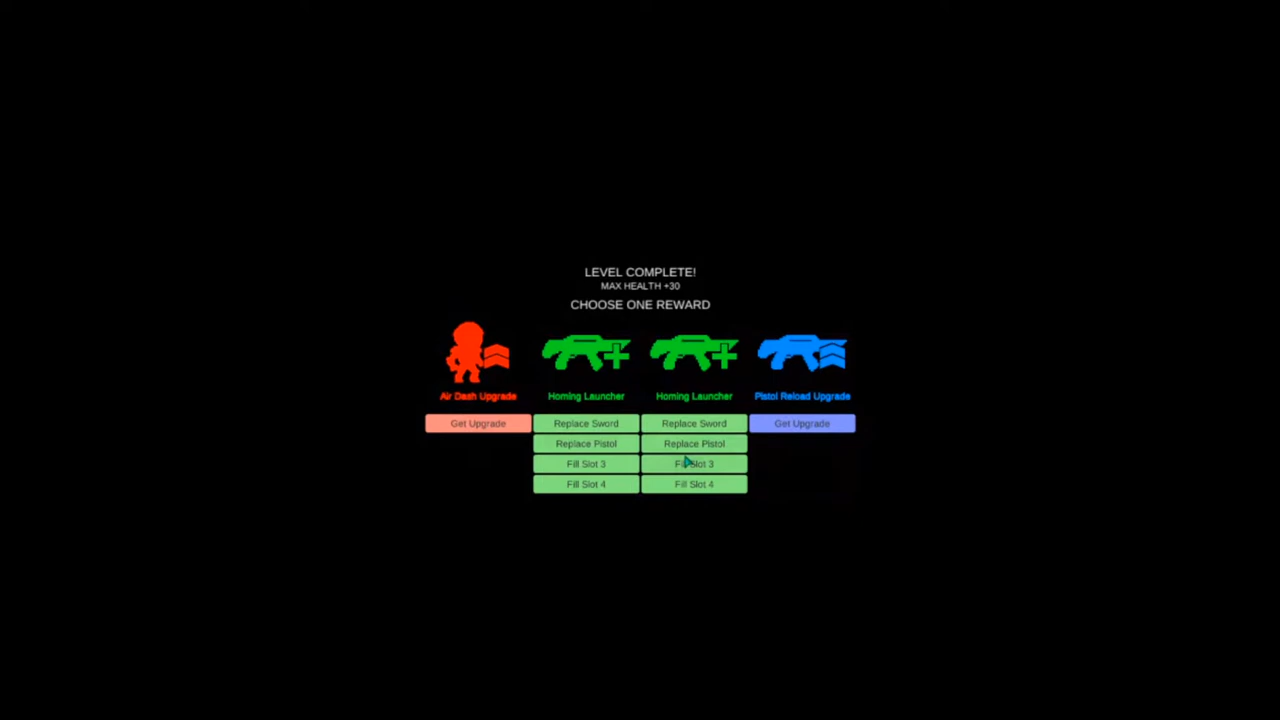 LEVEL COMPLETE!
MAX HEALTH +30
CHOOSE ONE REWARD
Air Dash Upgrade
Homing Launcher
Homing Launcher
Pistol Reload Upgrade
Get Upgrade
Replace Sword
Replace Sword
Get Upgrade
Replace Pistol
Replace Pistol
Fill Slot 3
Fill Slot 3
Fill Slot 4
Fill Slot 4